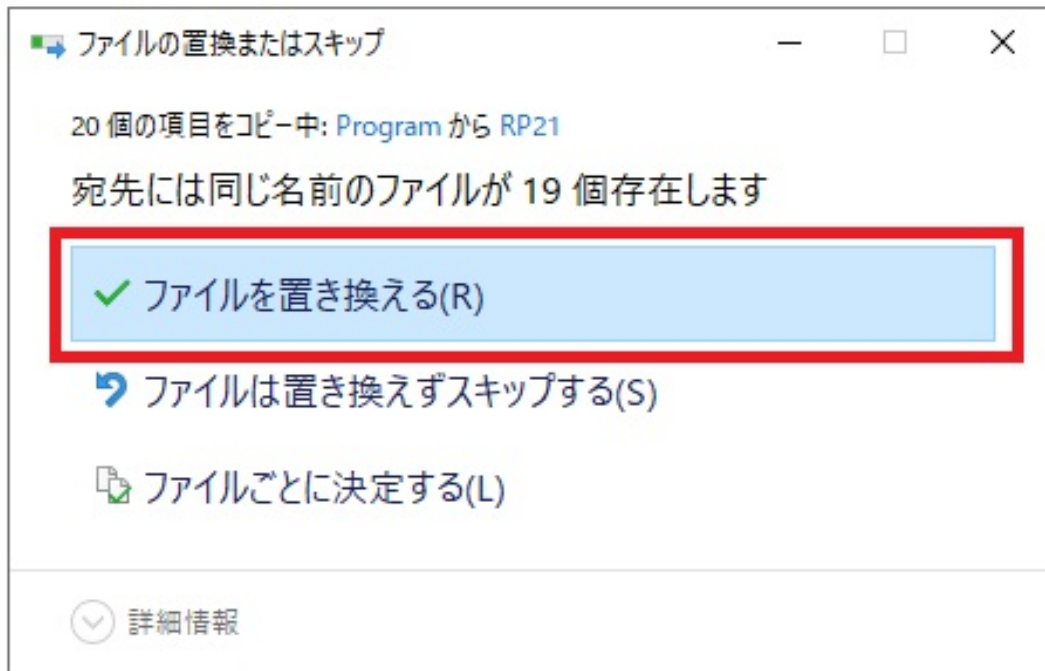 ファイルの置換またはスキップ
20 個の項目をコピー中: Program から RP21
宛先には同じ名前のファイルが 19 個存在します
ファイルを置き換える(R)
ファイルは置き換えずスキップする(S)
ファイルごとに決定する(L)
詳細情報